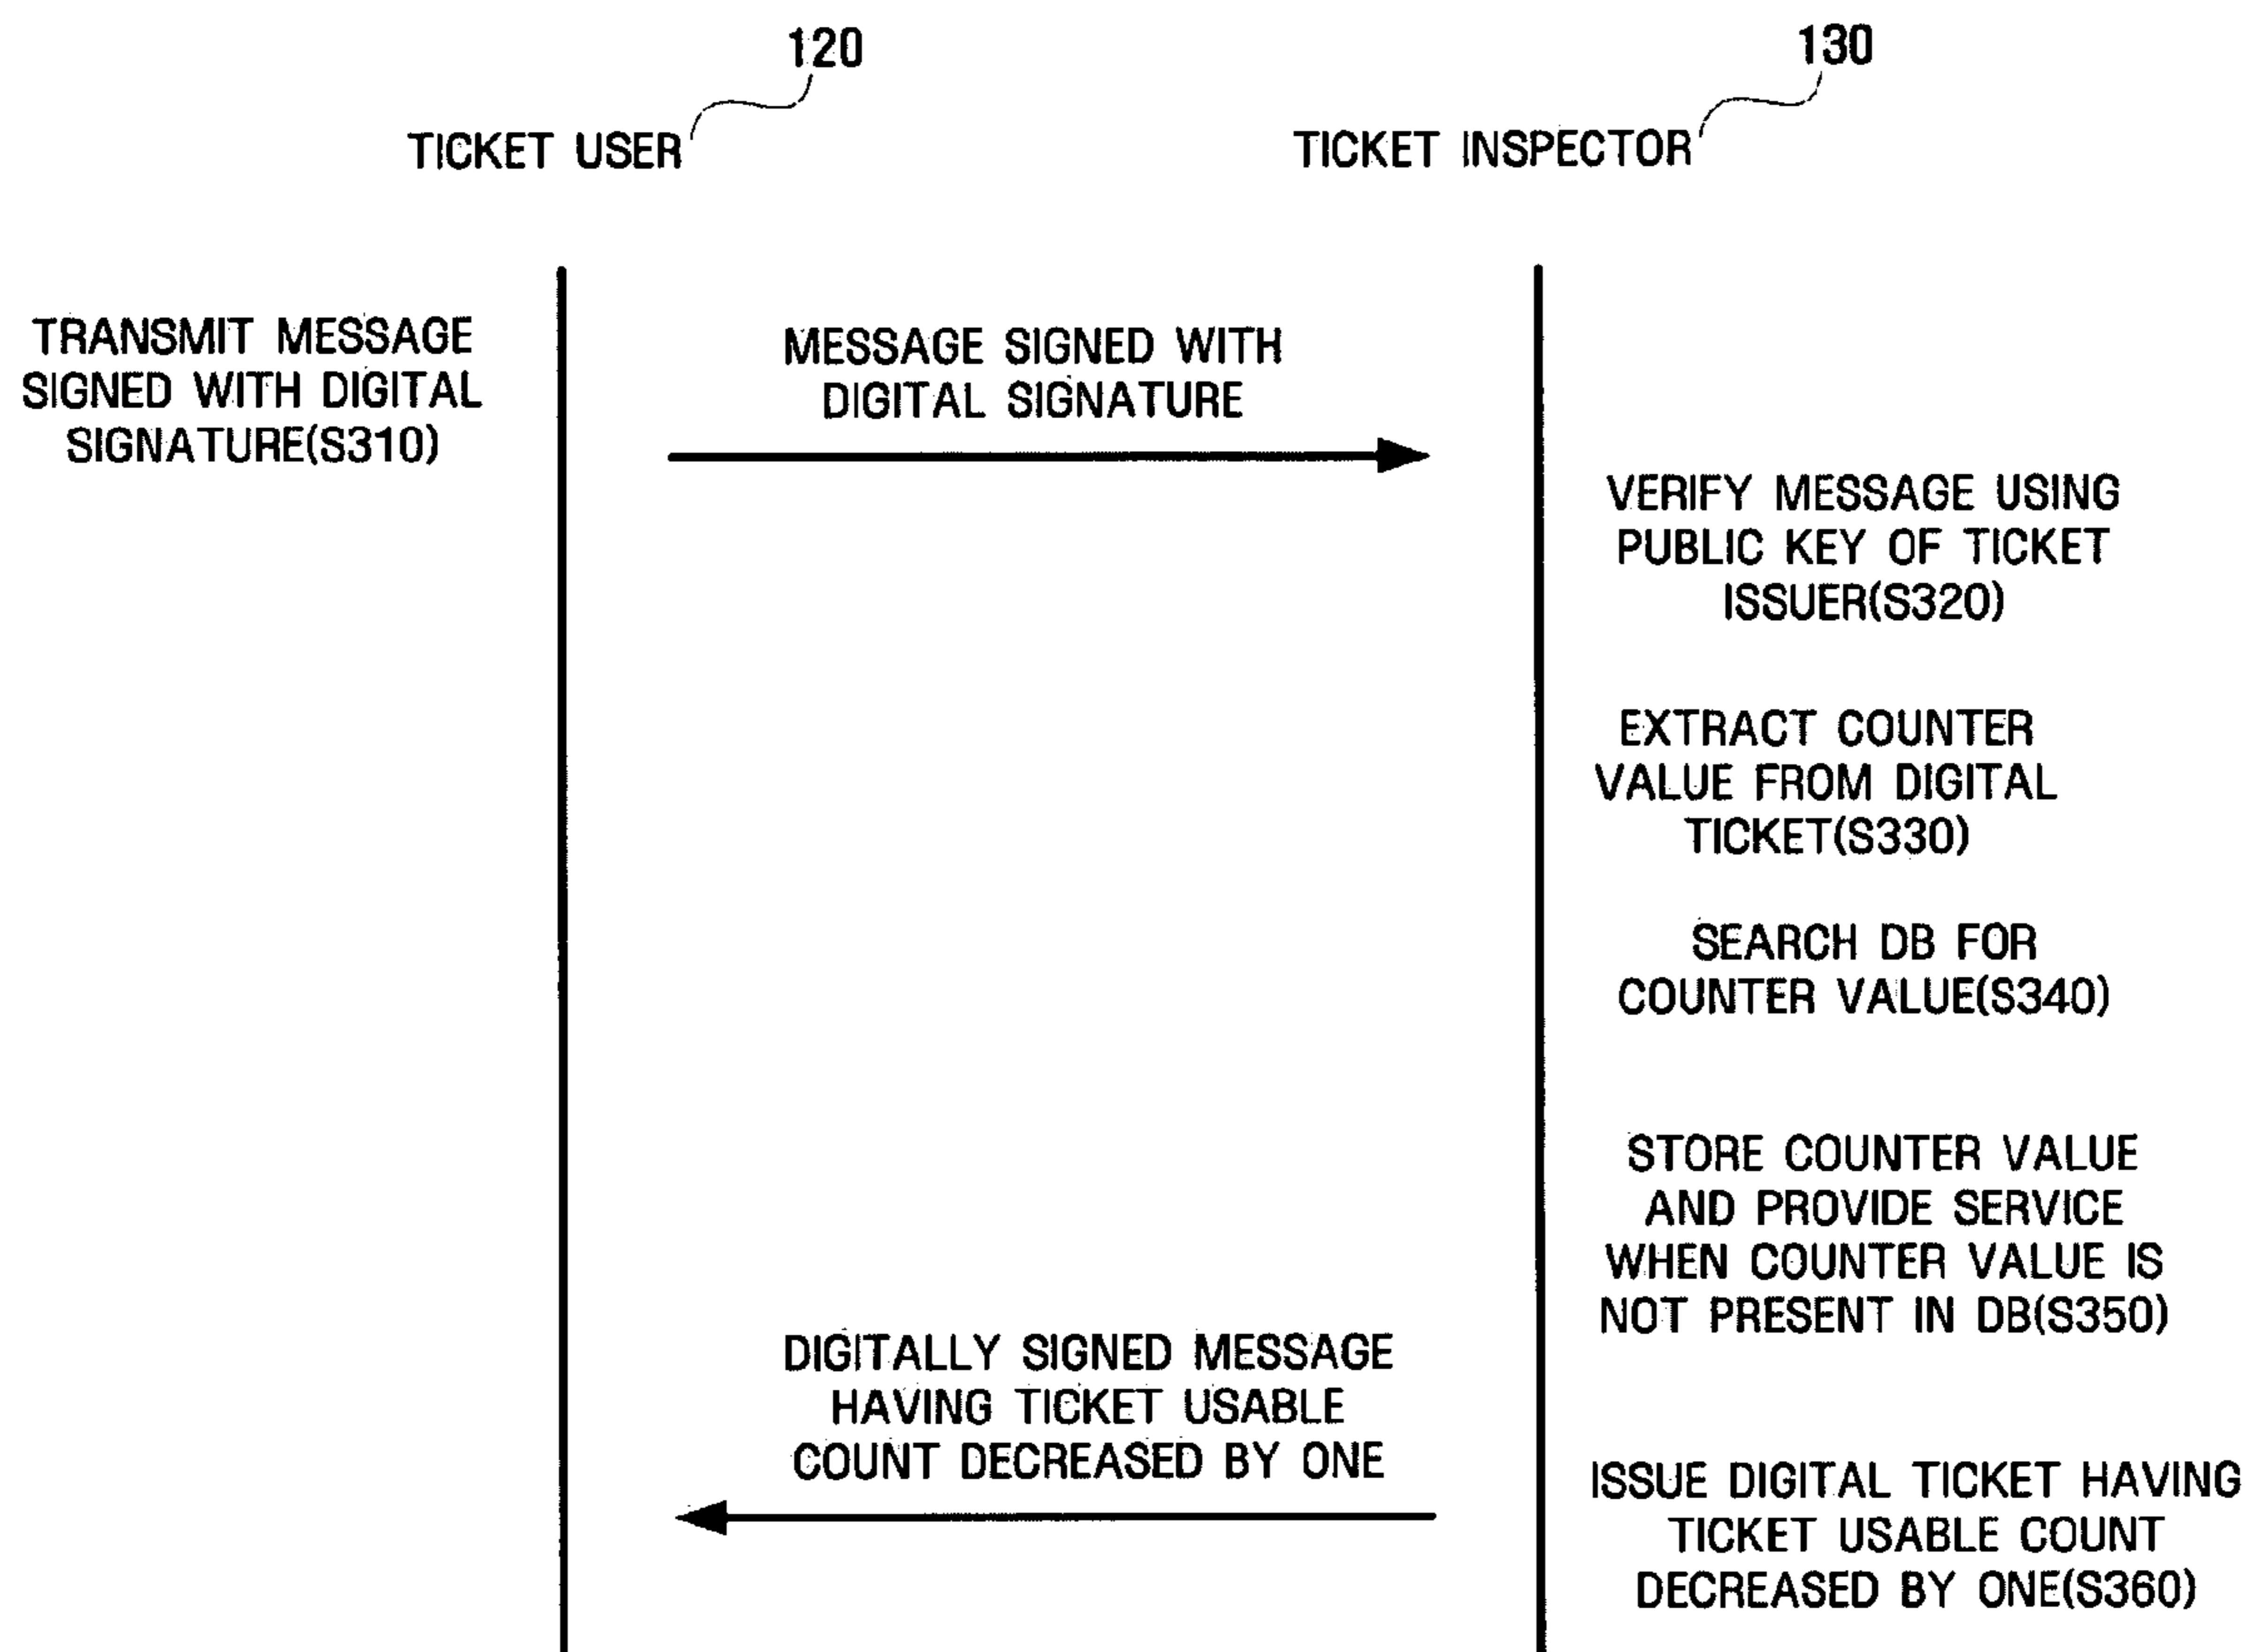 120
130
TICKET USER
TICKET INSPECTOR
TRANSMIT MESSAGE
SIGNED WITH DIGITAL
SIGNATURE(S310)
MESSAGE SIGNED WITH
DIGITAL SIGNATURE
VERIFY MESSAGE USING
PUBLIC KEY OF TICKET
ISSUER(S320)
EXTRACT COUNTER
VALUE FROM DIGITAL
TICKET(S330)
SEARCH DB FOR
COUNTER VALUE(S340)
STORE COUNTER VALUE
AND PROVIDE SERVICE
WHEN COUNTER VALUE IS
NOT PRESENT IN DB(S350)
DIGITALLY SIGNED MESSAGE
HAVING TICKET USABLE
COUNT DECREASED BY ONE
ISSUE DIGITAL TICKET HAVING
TICKET USABLE COUNT
DECREASED BY ONE(S360)